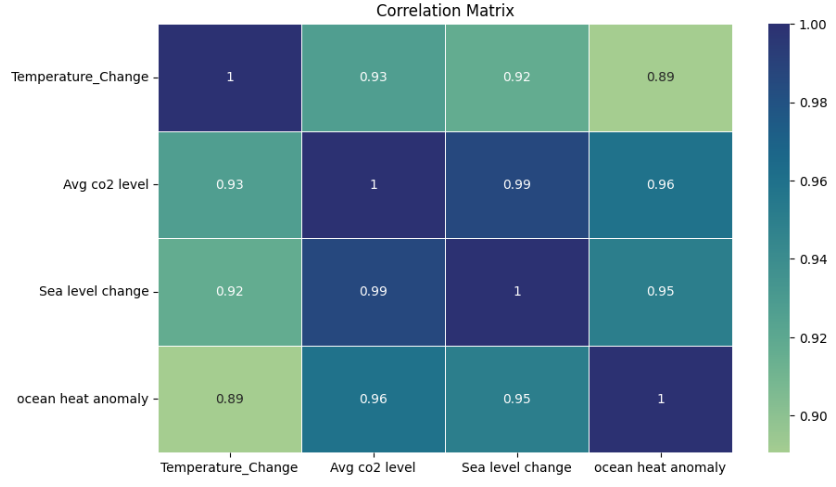 Correlation Matrix
Temperature_Change 1 0.93 0.92 0.89
Avg co2 level 0.93 1 0.99 0.96
Sea level change 0.92 0.99 1 0.95
ocean heat anomaly 0.89 0.96 0.95 1
Temperature_Change Avg co2 level Sea level change ocean heat anomaly
1.00
0.98
0.96
0.94
0.92
0.90